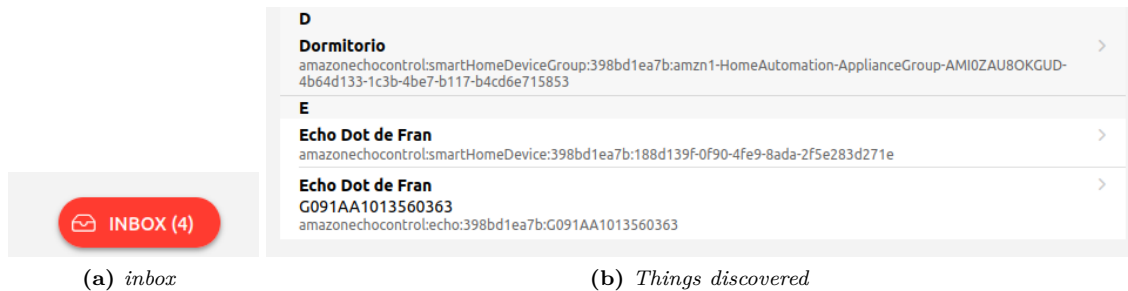 D
Dormitorio
amazonechocontrol:smartHomeDeviceGroup:398bd1ea7b:amzn1-HomeAutomation-ApplianceGroup-AMI0ZAU8OKGUD-
4b64d133-1c3b-4be7-b117-b4cd6e715853
E
Echo Dot de Fran
amazonechocontrol:smartHomeDevice:398bd1ea7b:188d139f-0f90-4fe9-8ada-2f5e283d271e
Echo Dot de Fran
G091AA1013560363
amazonechocontrol:echo:398bd1ea7b:G091AA1013560363
INBOX (4)
(a) inbox
(b) Things discovered